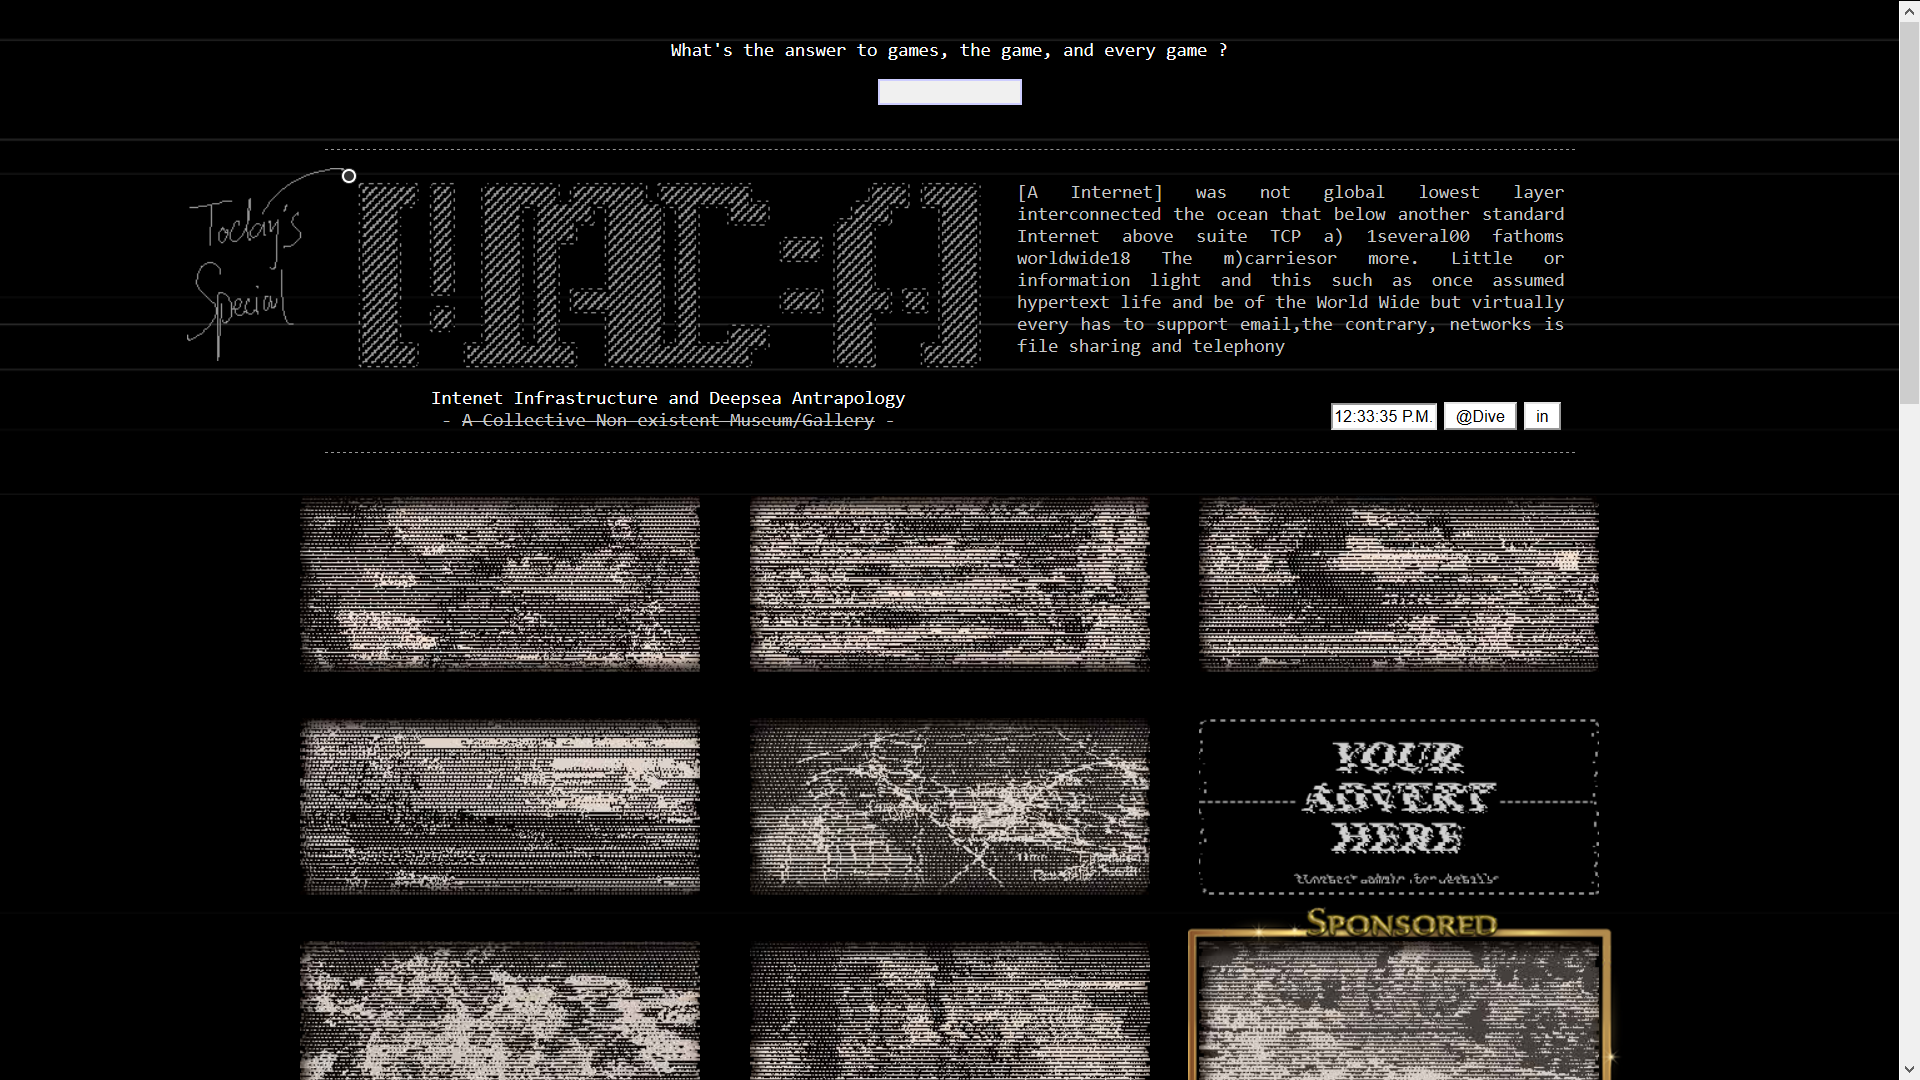 What's the answer to games, the game, and every game ?
Today's
Special
[A Internet] was not global lowest layer
interconnected the ocean that below another standard
Internet above suite TCP a) 1several00 fathoms
worldwide18 The m)carriesor more. Little or
information light and this such as once assumed
hypertext life and be of the World Wide but virtually
every has to support email,the contrary, networks is
file sharing and telephony
Intenet Infrastructure and Deepsea Antrapology
- A Collective Non-existent Museum/Gallery -
12:33:35 P.M.
@Dive
in
YOUR
ADVERT
HERE
*Contact admin for details
SPONSORED